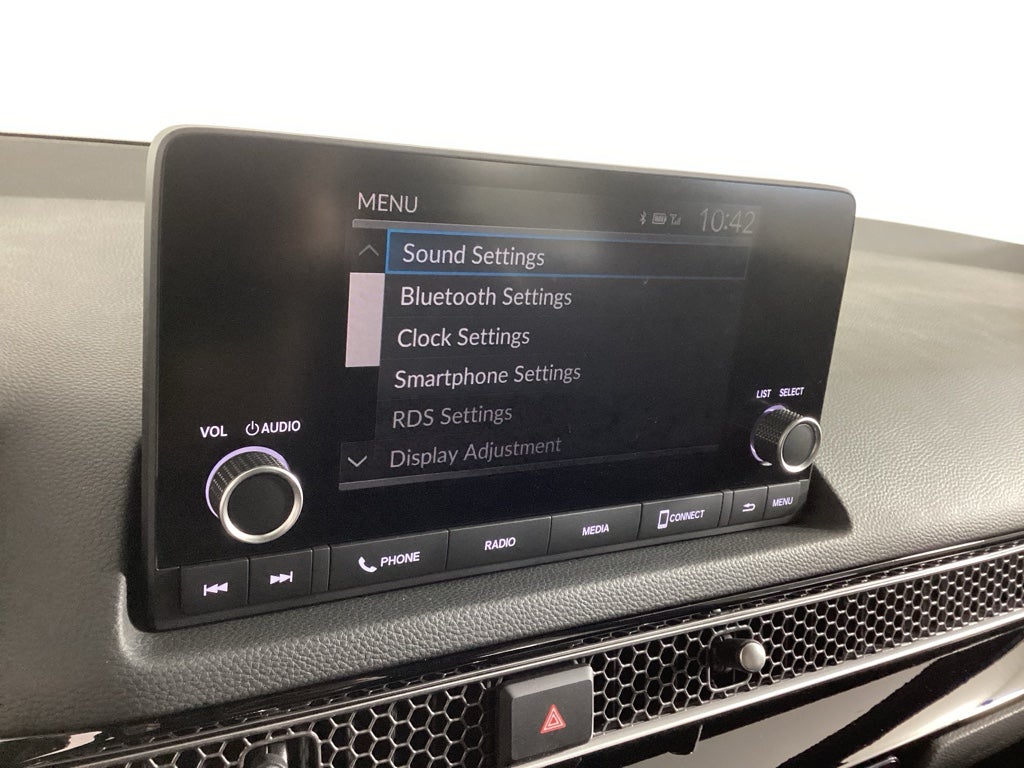 MENU
10:42
Sound Settings
Bluetooth Settings
Clock Settings
Smartphone Settings
RDS Settings
Display Adjustment
VOL AUDIO
LIST SELECT
PHONE
RADIO
MEDIA
CONNECT
MENU